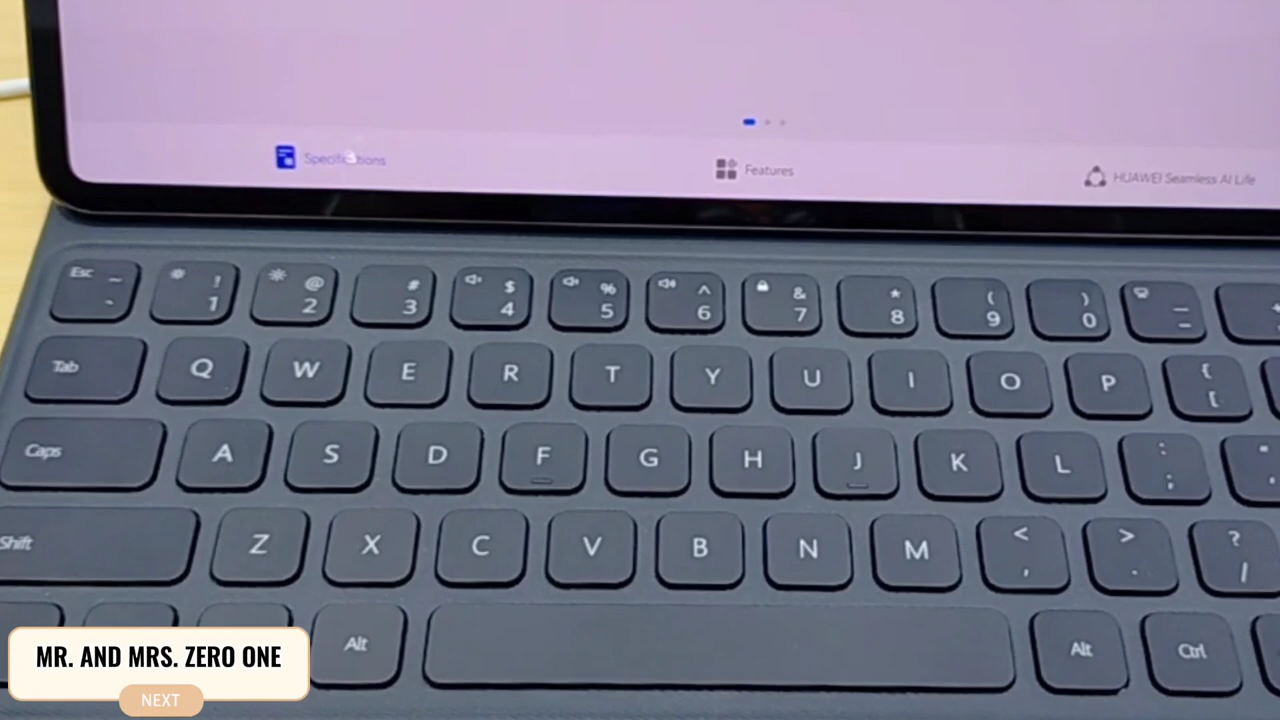 Specifications
Features
HUAWEI Seamless AI Life
Esc ~ `
! 1
@ 2
# 3
$ 4
% 5
^ 6
& 7
* 8
( 9
) 0
_ -
+
Tab Q W E R T Y U I O P { [
Caps A S D F G H J K L : ; "
Shift Z X C V B N M < , > . ? /
Alt Alt Ctrl
MR. AND MRS. ZERO ONE
NEXT